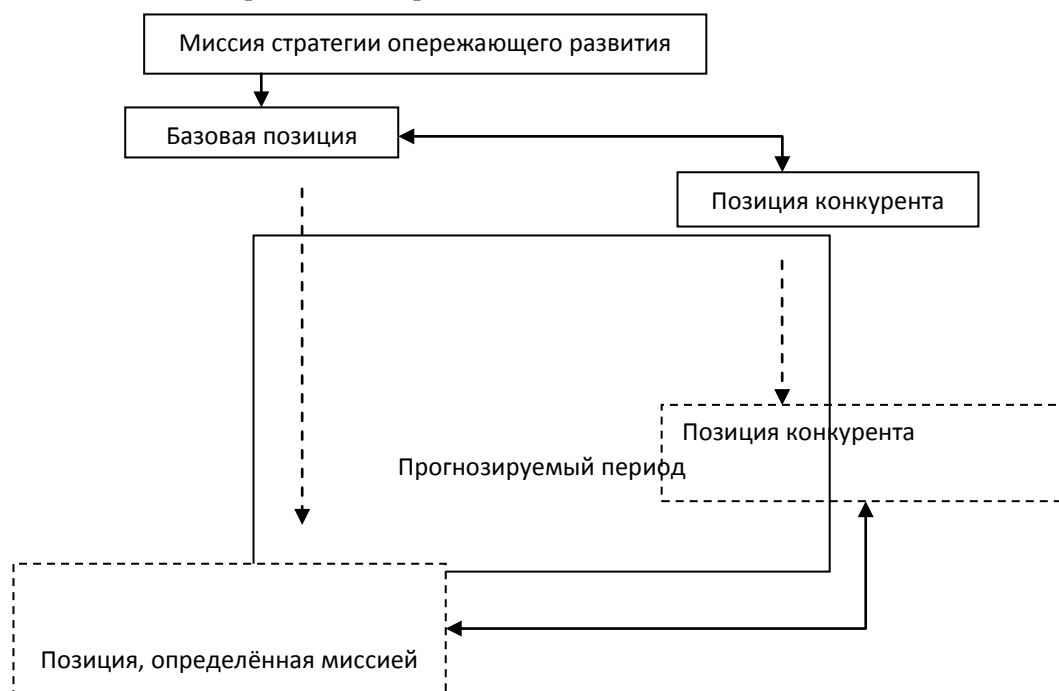 Миссия стратегии опережающего развития
Базовая позиция
Позиция конкурента
Позиция конкурента
Прогнозируемый период
Позиция, определённая миссией